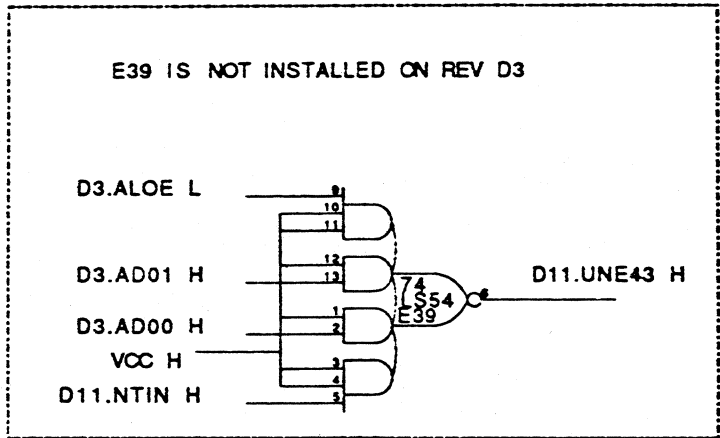 E39 IS NOT INSTALLED ON REV D3
D3.ALOE L
9
10
11
D3.AD01 H
12
13
D3.AD00 H
1
2
VCC H
3
4
D11.NTIN H
5
74
LS54
E39
6
D11.UNE43 H